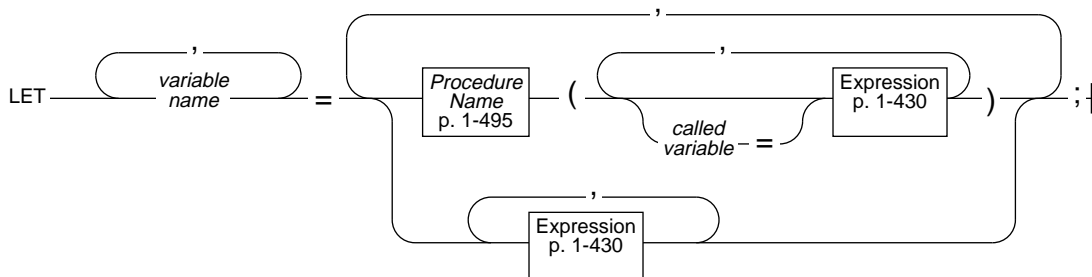 ,
, ,
LET variable name = Procedure Name p. 1-495 ( called variable = Expression p. 1-430 ) ;
,
Expression p. 1-430